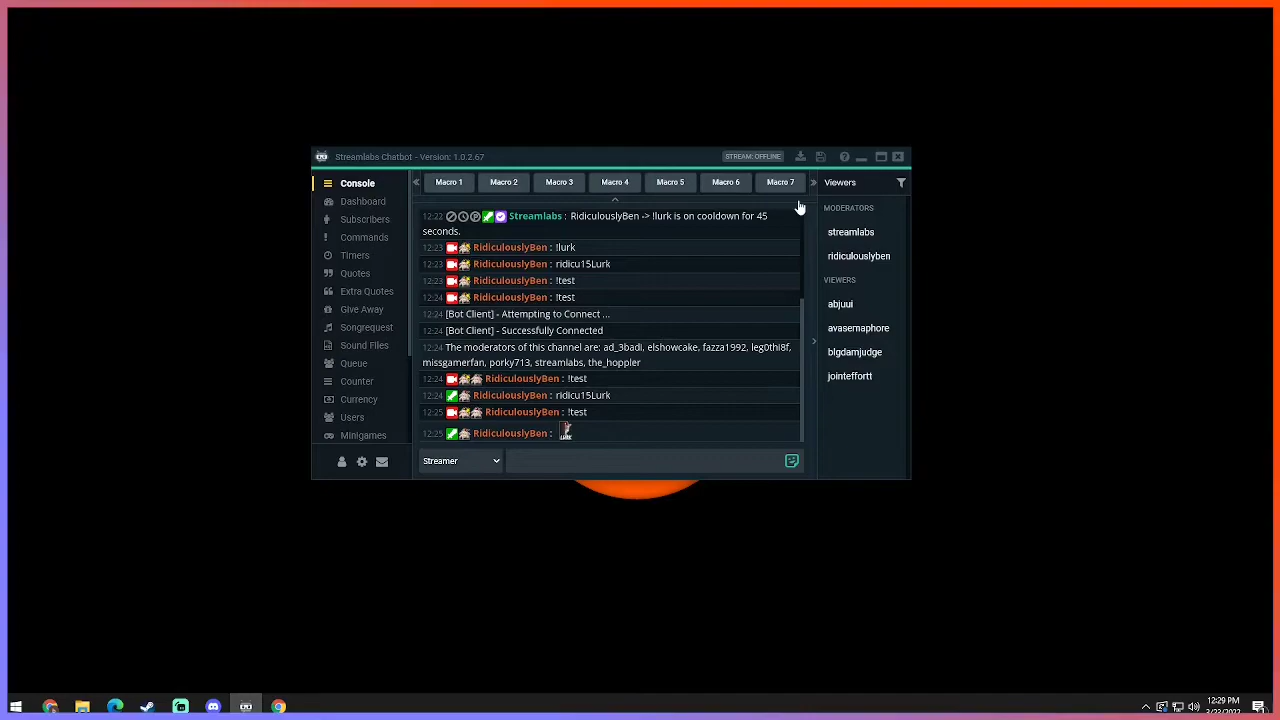 Streamlabs Chatbot - Version: 1.0.2.67
STREAM: OFFLINE
Console
Dashboard
Subscribers
Commands
Timers
Quotes
Extra Quotes
Give Away
Songrequest
Sound Files
Queue
Counter
Currency
Users
Minigames
Macro 1 Macro 2 Macro 3 Macro 4 Macro 5 Macro 6 Macro 7
12:22 Streamlabs : RidiculouslyBen -> !lurk is on cooldown for 45
seconds.
12:23 RidiculouslyBen : !lurk
12:23 RidiculouslyBen : ridicu15Lurk
12:23 RidiculouslyBen : !test
12:24 RidiculouslyBen : !test
12:24 [Bot Client] - Attempting to Connect ...
12:24 [Bot Client] - Successfully Connected
12:24 The moderators of this channel are: ad_3badi, elshowcake, fazza1992, leg0thi8f,
missgamerfan, porky713, streamlabs, the_hoppler
12:24 RidiculouslyBen : !test
12:24 RidiculouslyBen : ridicu15Lurk
12:25 RidiculouslyBen : !test
12:25 RidiculouslyBen :
Streamer
Viewers
MODERATORS
streamlabs
ridiculouslyben
VIEWERS
abjuui
avasemaphore
blgdamjudge
jointeffortt
12:29 PM